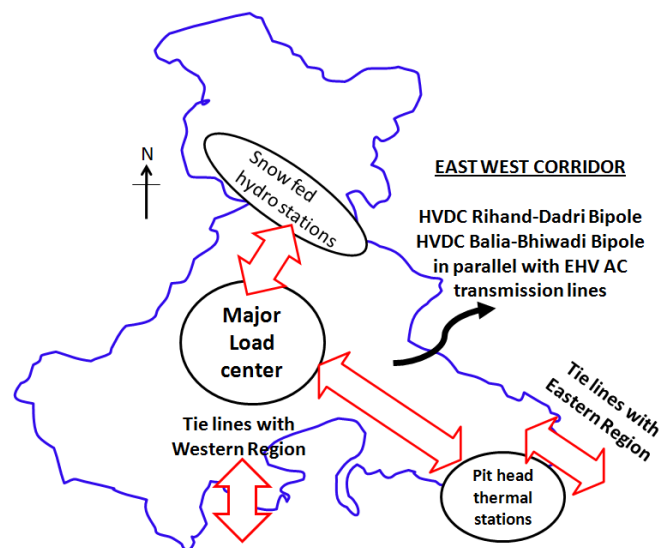 Snow fed
hydro stations
N
EAST WEST CORRIDOR
HVDC Rihand-Dadri Bipole
HVDC Balia-Bhiwadi Bipole
in parallel with EHV AC
transmission lines
Major
Load
center
Tie lines with
Western Region
Tie lines with
Eastern Region
Pit head
thermal
stations